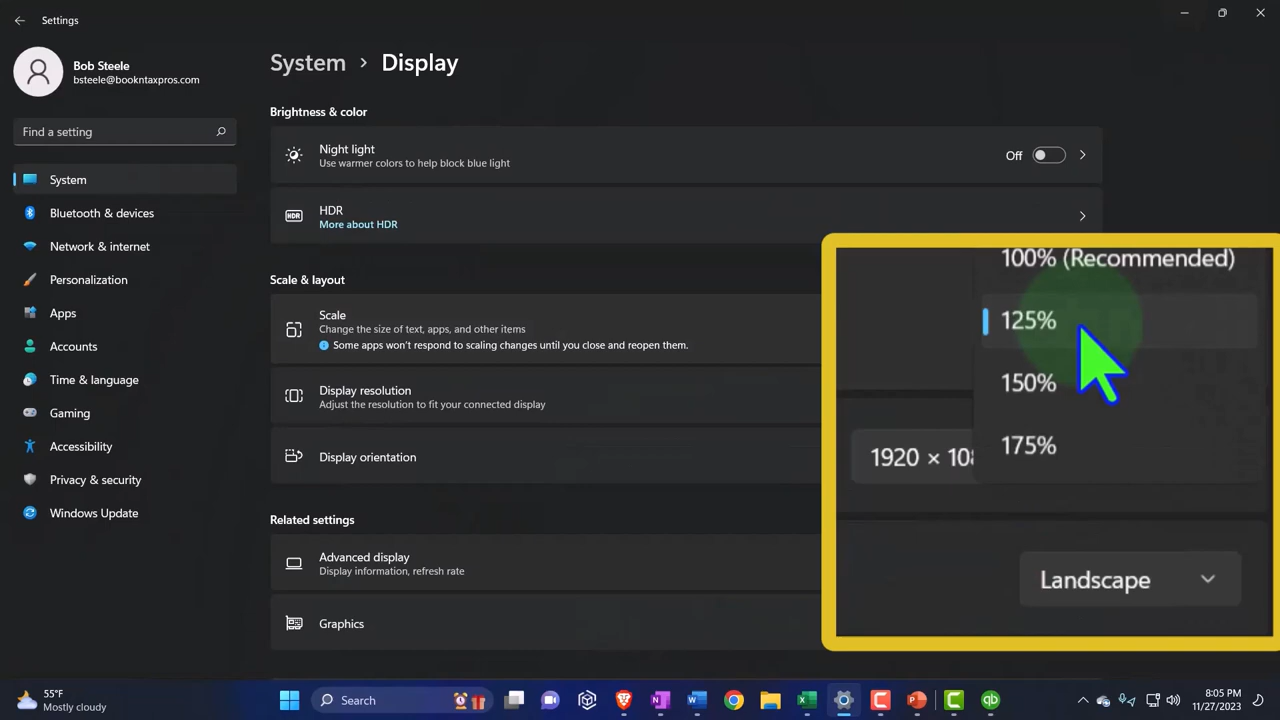 Settings
Bob Steele
bsteele@bookntaxpros.com
Find a setting
System
Bluetooth & devices
Network & internet
Personalization
Apps
Accounts
Time & language
Gaming
Accessibility
Privacy & security
Windows Update
System > Display
Brightness & color
Night light
Use warmer colors to help block blue light
Off
HDR
HDR
More about HDR
Scale & layout
Scale
Change the size of text, apps, and other items
Some apps won't respond to scaling changes until you close and reopen them.
Display resolution
Adjust the resolution to fit your connected display
Display orientation
Related settings
Advanced display
Display information, refresh rate
Graphics
100% (Recommended)
125%
150%
175%
1920 ×
Landscape
55°F
Mostly cloudy
Search
8:05 PM
11/27/2023